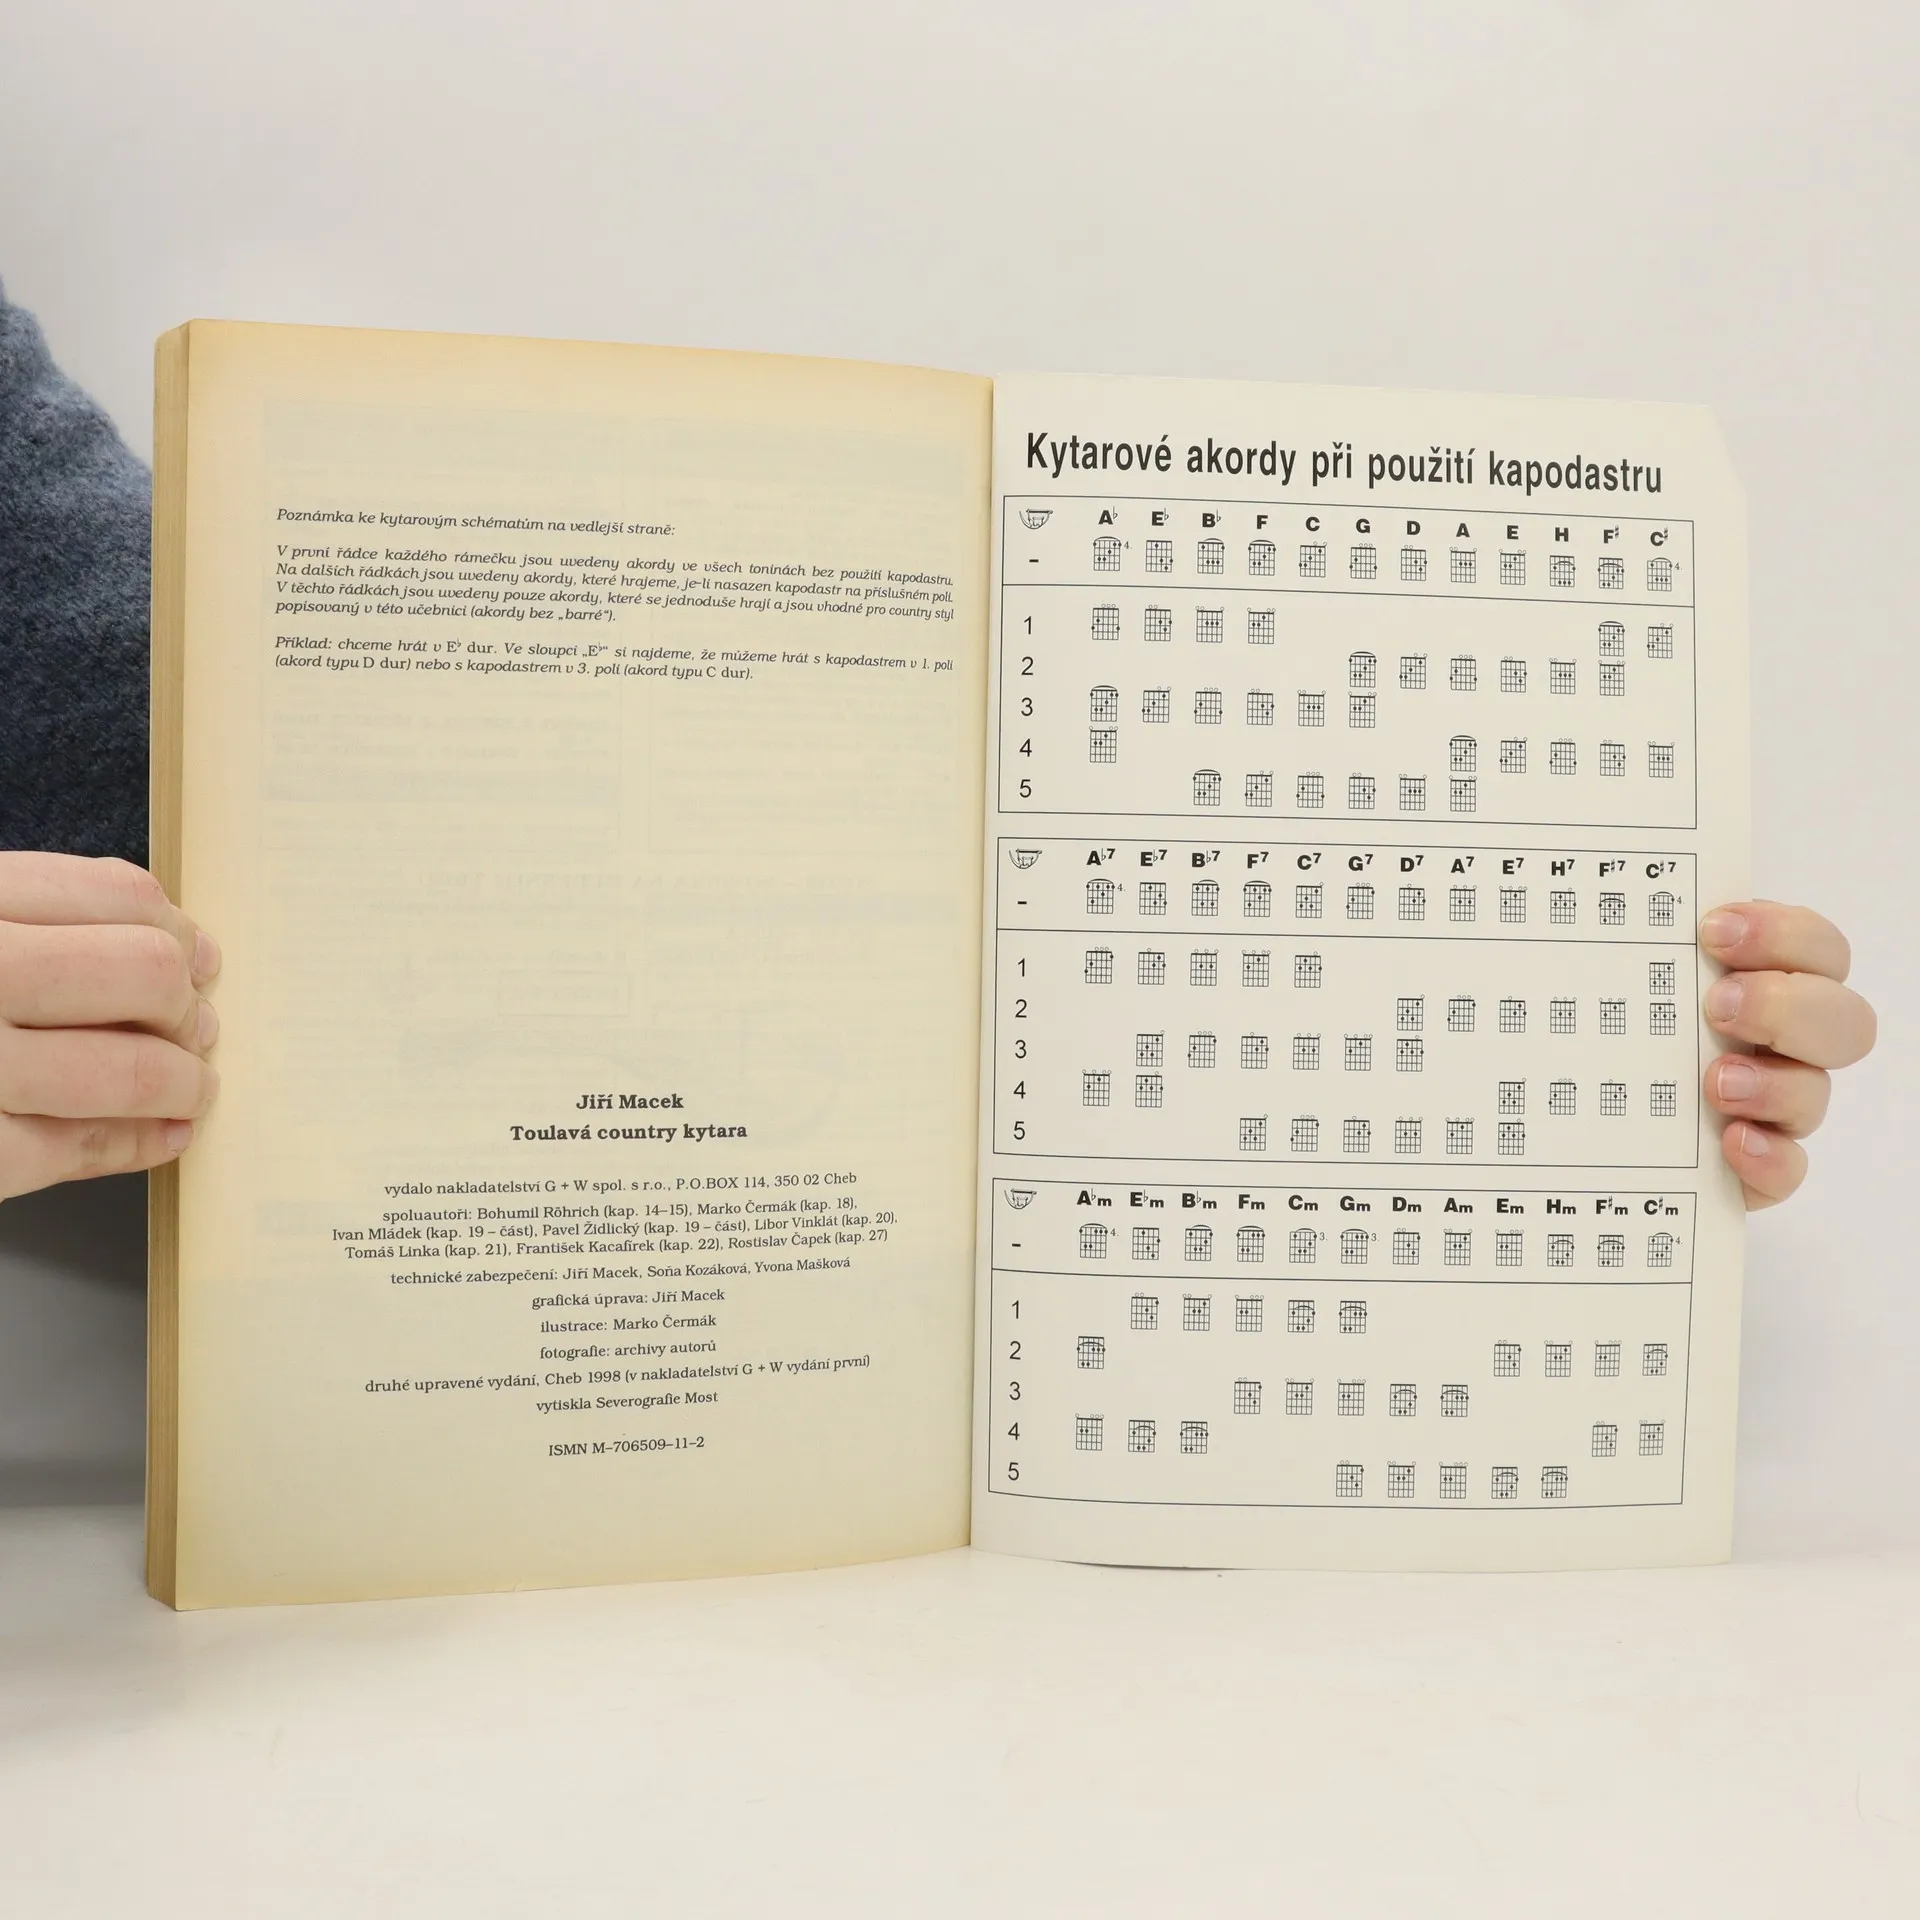 Poznámka ke kytarovým schématům na vedlejší straně:
V první řádce každého rámečku jsou uvedeny akordy ve všech tóninách bez použití kapodastru.
Na dalších řádkách jsou uvedeny akordy, které hrajeme, je-li nasazen kapodastr na příslušném poli.
V těchto řádkách jsou uvedeny pouze akordy, které se jednoduše hrají a jsou vhodné pro country styl
popisovaný v této učebnici (akordy bez „barré“).
Příklad: chceme hrát v E♭ dur. Ve sloupci „E♭“ si najdeme, že můžeme hrát s kapodastrem v 1. poli
(akord typu D dur) nebo s kapodastrem v 3. poli (akord typu C dur).
Jiří Macek
Toulavá country kytara
vydalo nakladatelství G + W spol. s r.o., P.O.BOX 114, 350 02 Cheb
spoluautoři: Bohumil Röhrich (kap. 14–15), Marko Čermák (kap. 18),
Ivan Mládek (kap. 19 – část), Pavel Židlický (kap. 19 – část), Libor Vinklát (kap. 20),
Tomáš Linka (kap. 21), František Kacafírek (kap. 22), Rostislav Čapek (kap. 27)
technické zabezpečení: Jiří Macek, Soňa Kozáková, Yvona Mašková
grafická úprava: Jiří Macek
ilustrace: Marko Čermák
fotografie: archivy autorů
druhé upravené vydání, Cheb 1998 (v nakladatelství G + W vydání první)
vytiskla Severografie Most
ISMN M–706509–11–2
Kytarové akordy při použití kapodastru
A♭ E♭ B♭ F C G D A E H F♯ C♯
- 4. 4.
1
2
3
4
5
A♭7 E♭7 B♭7 F7 C7 G7 D7 A7 E7 H7 F♯7 C♯7
- 4. 4
1
2
3
4
5
A♭m E♭m B♭m Fm Cm Gm Dm Am Em Hm F♯m C♯m
- 4. 3. 3. 4
1
2
3
4
5